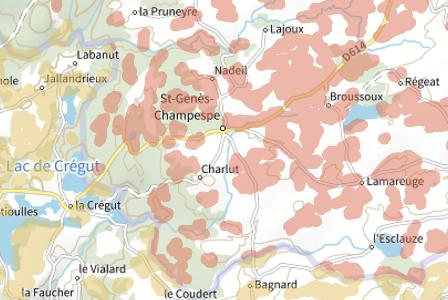 la Pruneyre
Lajoux
D614
Labanut
Nadeil
Jallandrieux
Régeat
St-Genès-
Champespe
Broussoux
Lac de Crégut
Charlut
Lamareuge
la Crégut
l'Esclauze
le Vialard
Bagnard
la Faucher
le Coudert